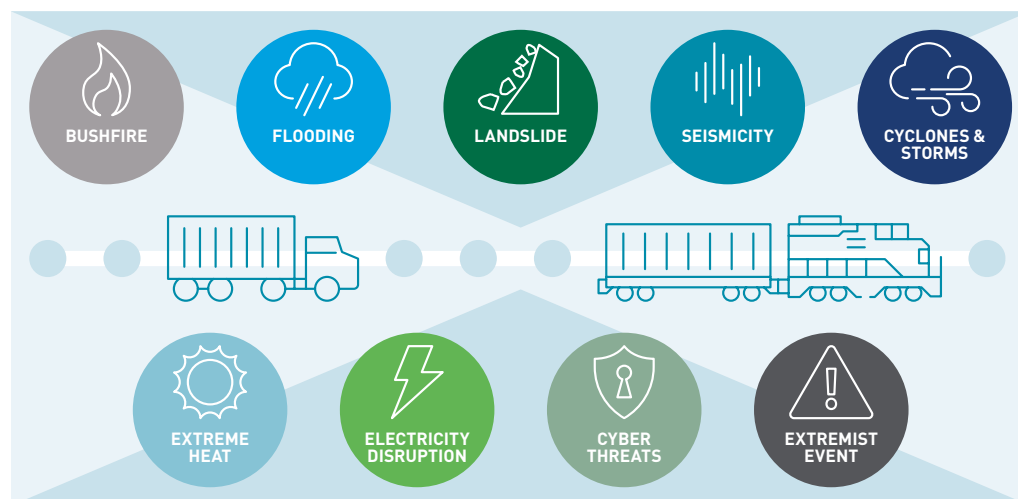 BUSHFIRE
FLOODING
LANDSLIDE
SEISMICITY
CYCLONES &
STORMS
EXTREME
HEAT
ELECTRICITY
DISRUPTION
CYBER
THREATS
EXTREMIST
EVENT